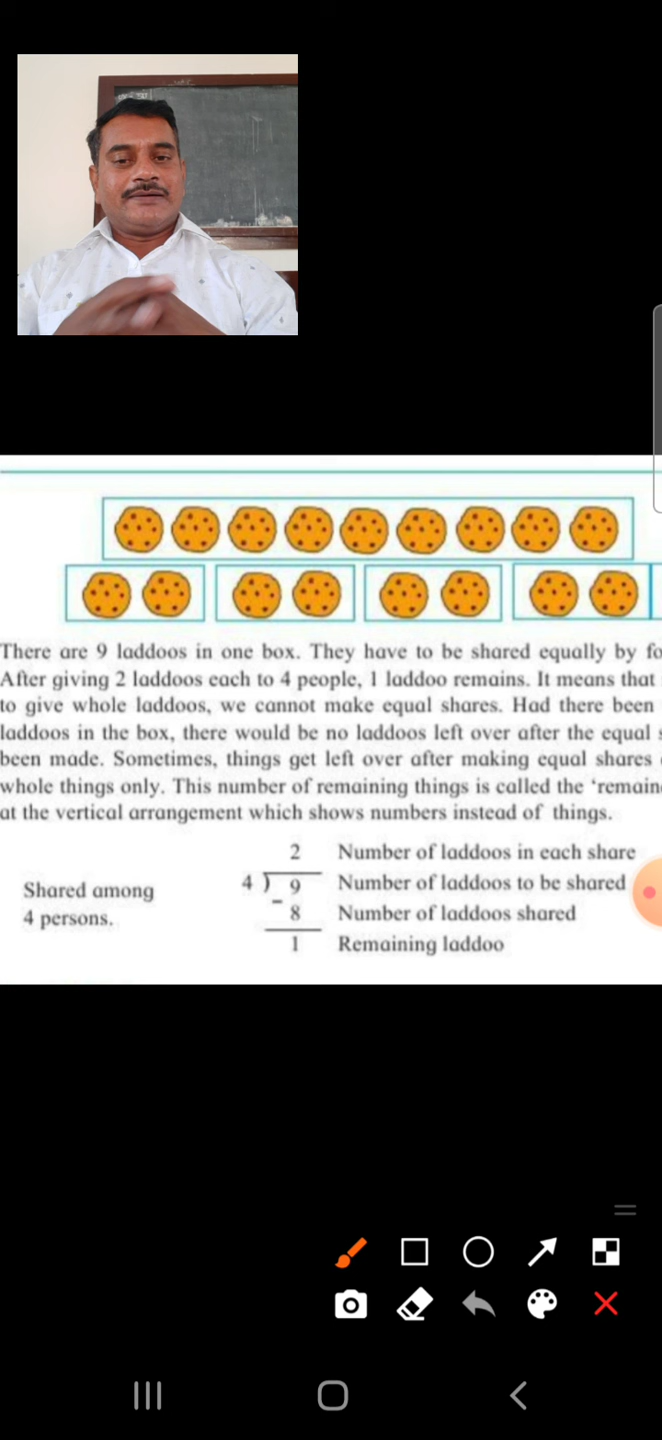 There are 9 laddoos in one box. They have to be shared equally by fo
After giving 2 laddoos each to 4 people, 1 laddoo remains. It means that
to give whole laddoos, we cannot make equal shares. Had there been
laddoos in the box, there would be no laddoos left over after the equal s
been made. Sometimes, things get left over after making equal shares
whole things only. This number of remaining things is called the ‘remain
at the vertical arrangement which shows numbers instead of things.
2 Number of laddoos in each share
4 ) 9 Number of laddoos to be shared
Shared among
4 persons.
- 8 Number of laddoos shared
1 Remaining laddoo